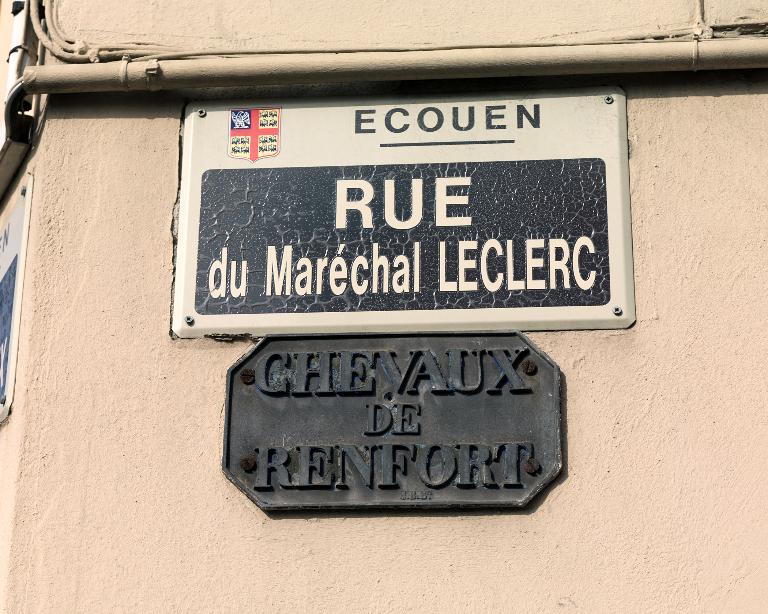 ECOUEN
RUE
du Maréchal LECLERC
CHEVAUX
DE
RENFORT